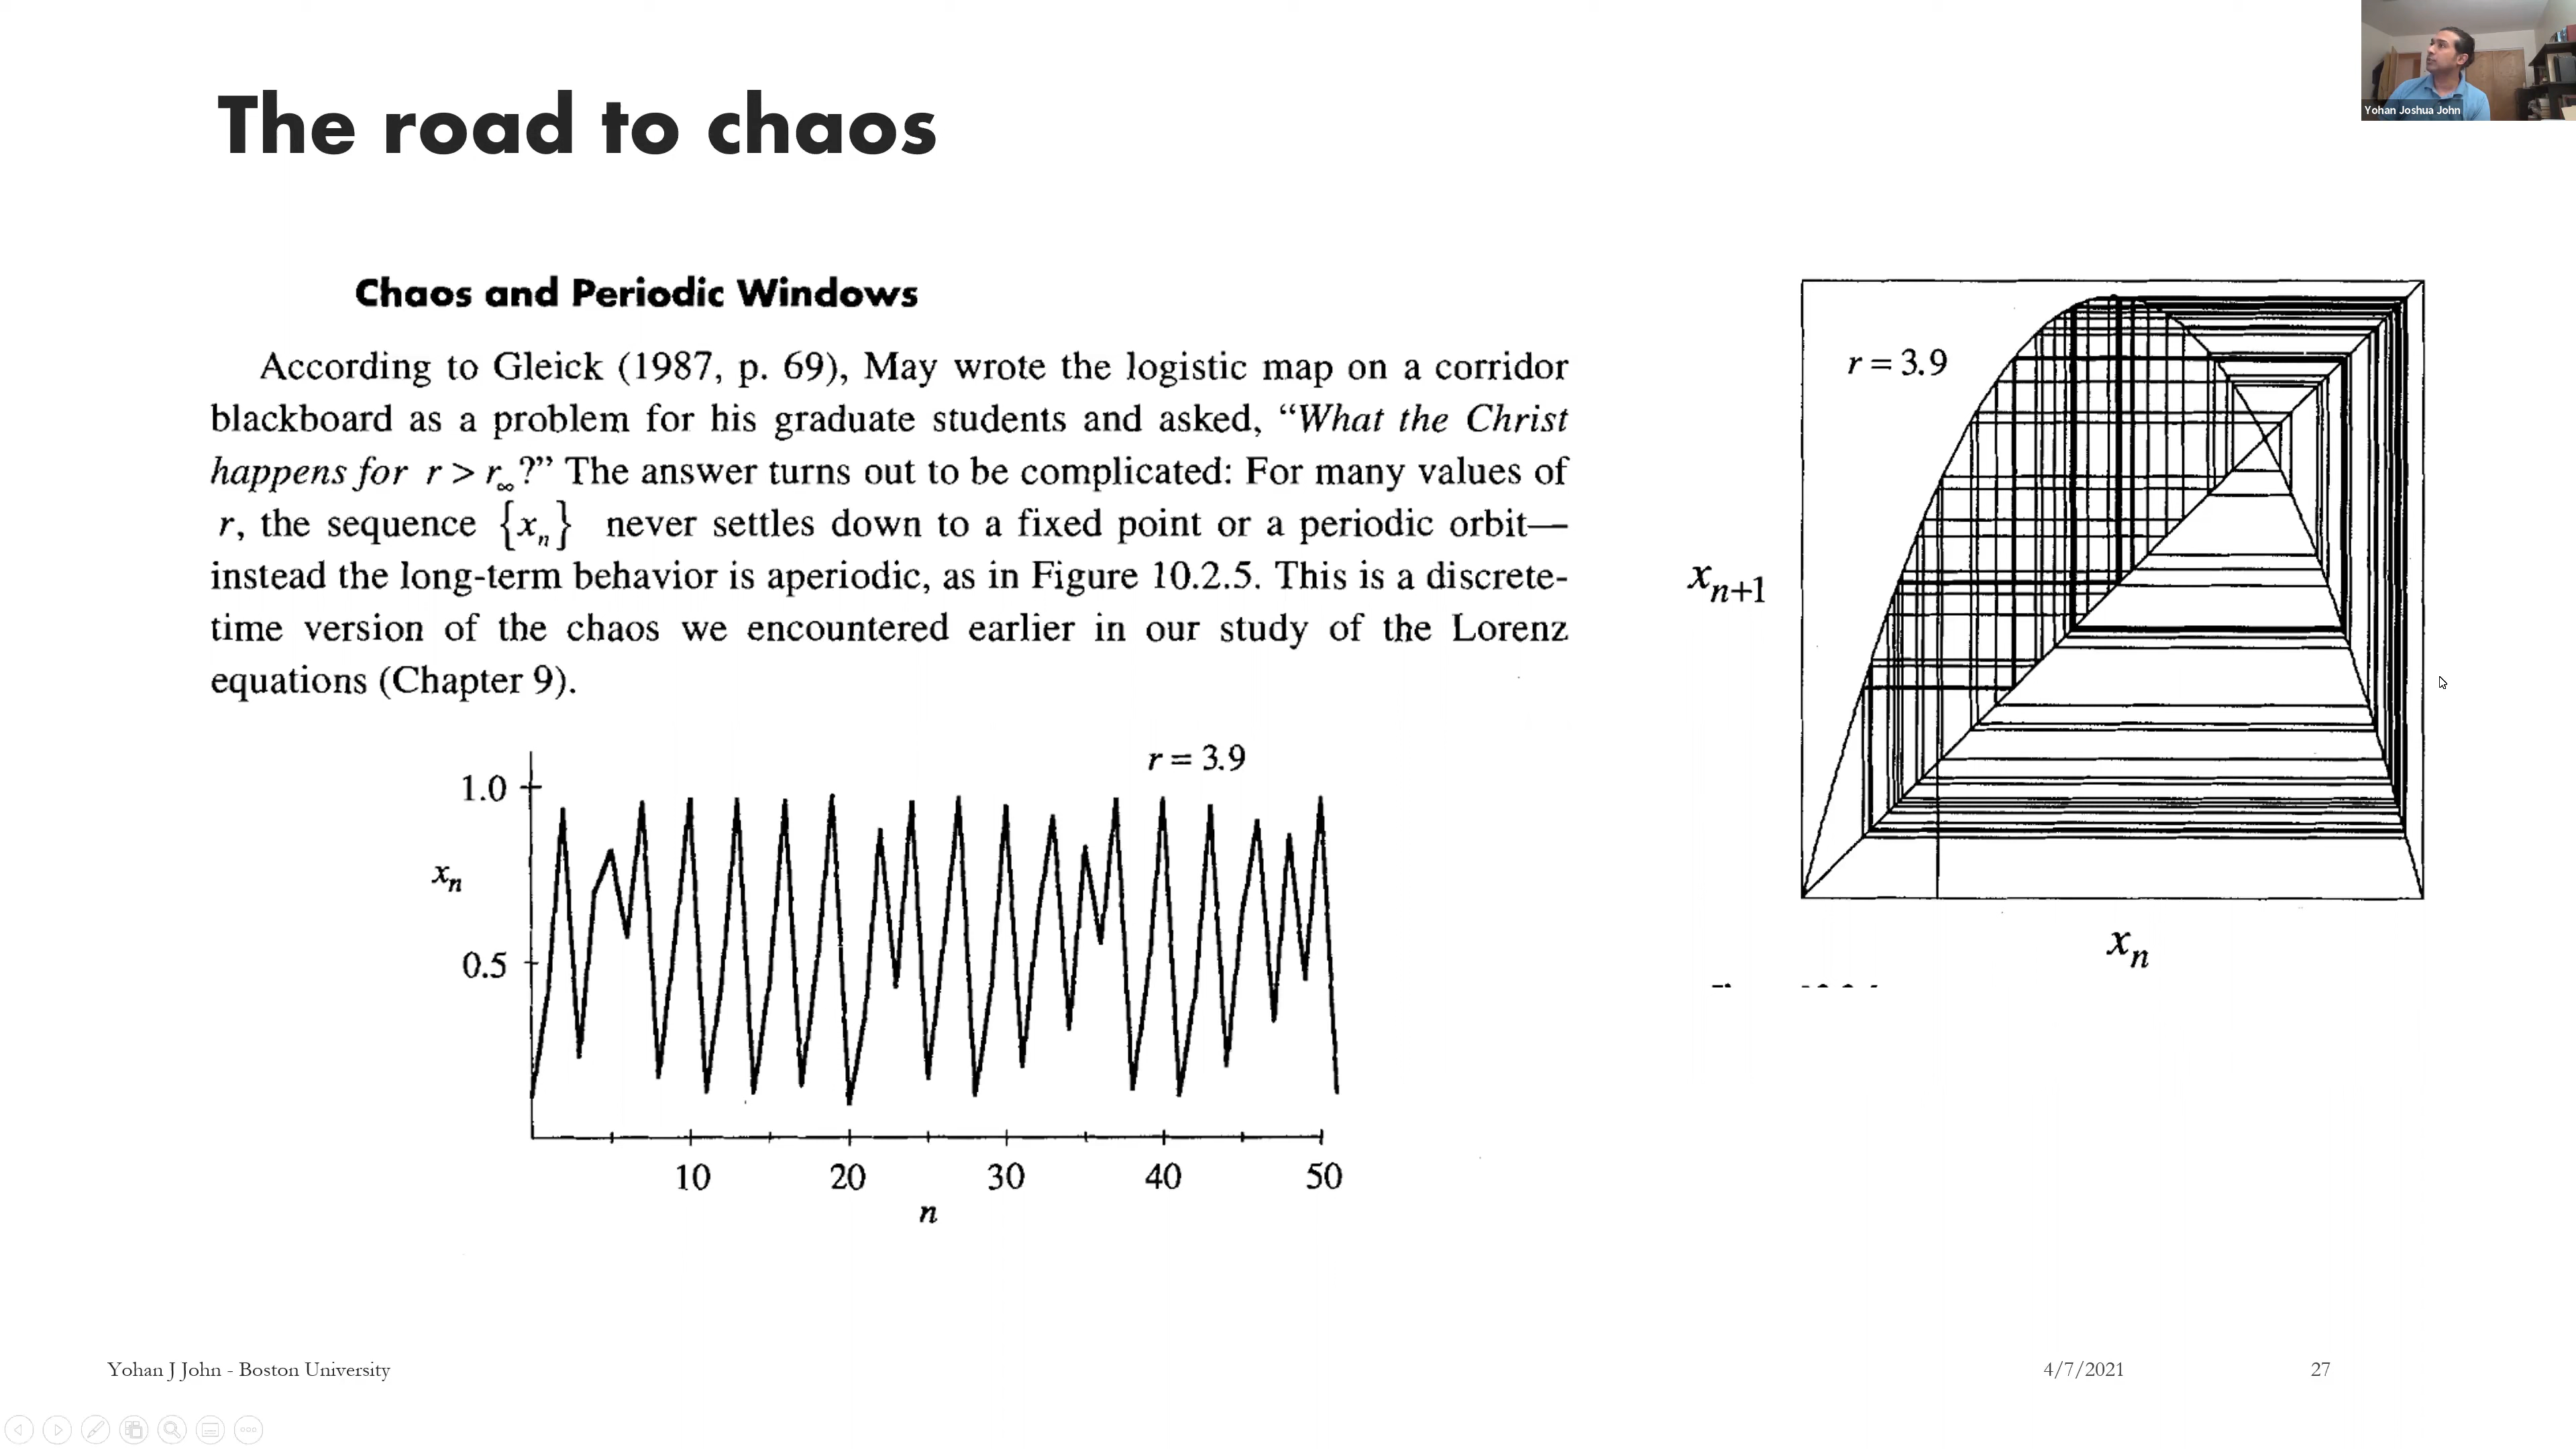 The road to chaos
Yohan Joshua John
Chaos and Periodic Windows
According to Gleick (1987, p. 69), May wrote the logistic map on a corridor
blackboard as a problem for his graduate students and asked, “What the Christ
happens for r > r∞?” The answer turns out to be complicated: For many values of
r, the sequence {xn} never settles down to a fixed point or a periodic orbit—
instead the long-term behavior is aperiodic, as in Figure 10.2.5. This is a discrete-
time version of the chaos we encountered earlier in our study of the Lorenz
equations (Chapter 9).
r = 3.9
1.0
xn
0.5
10 20 30 40 50
n
r = 3.9
xn+1
xn
Yohan J John - Boston University
4/7/2021
27